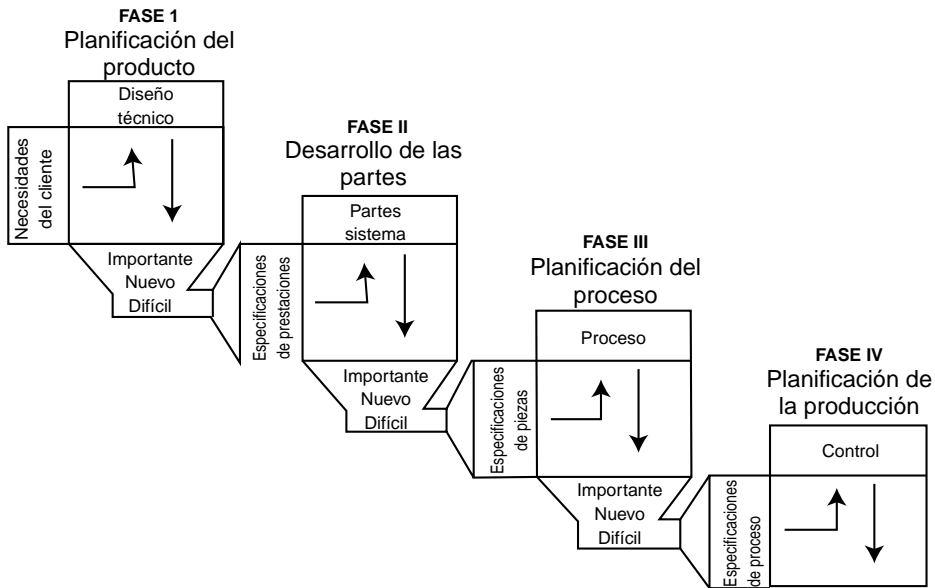 FASE 1
Planificación del
producto
Diseño
técnico
Necesidades
del cliente
Importante
Nuevo
Difícil
FASE II
Desarrollo de las
partes
Partes
sistema
Especificaciones
de prestaciones
Importante
Nuevo
Difícil
FASE III
Planificación del
proceso
Proceso
Especificaciones
de piezas
Importante
Nuevo
Difícil
FASE IV
Planificación de
la producción
Control
Especificaciones
de proceso